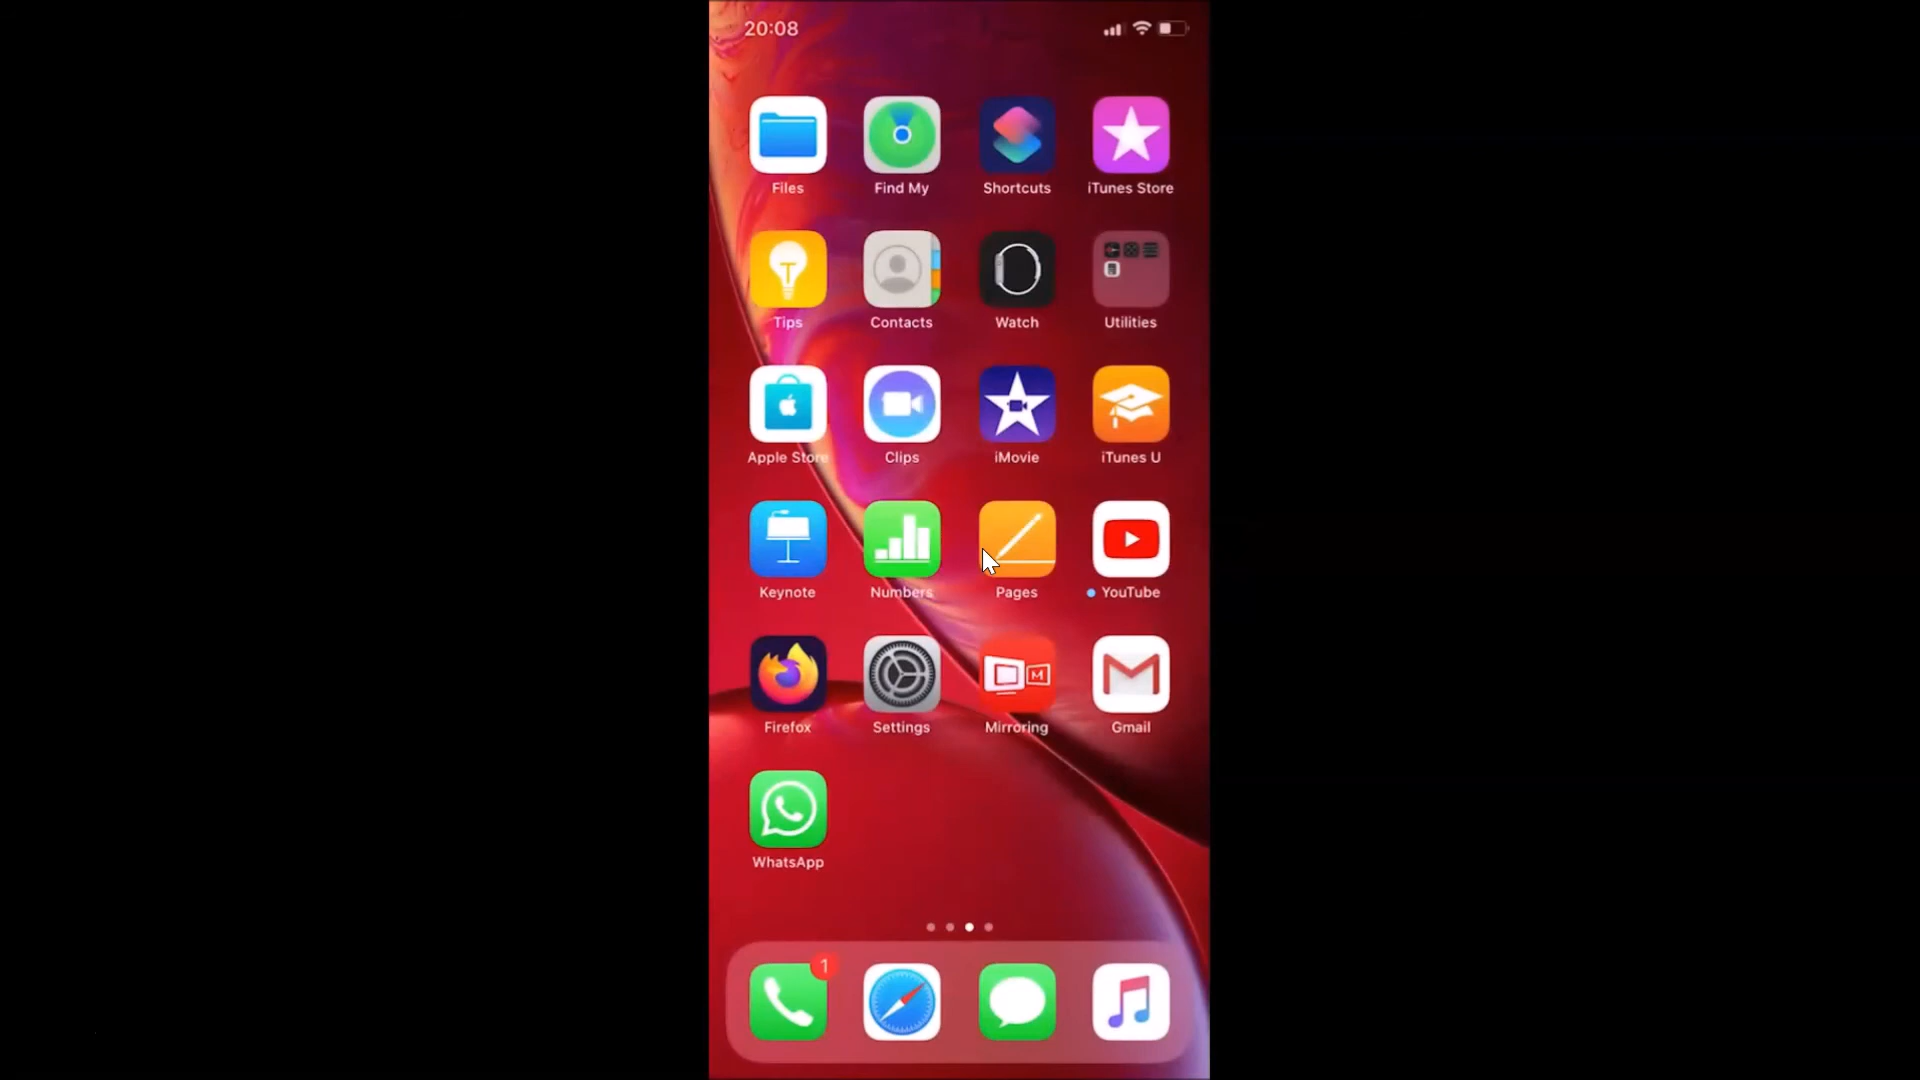 20:08
Files Find My Shortcuts iTunes Store
Tips Contacts Watch Utilities
Apple Store Clips iMovie iTunes U
Keynote Numbers Pages YouTube
M
Firefox Settings Mirroring Gmail
WhatsApp
1